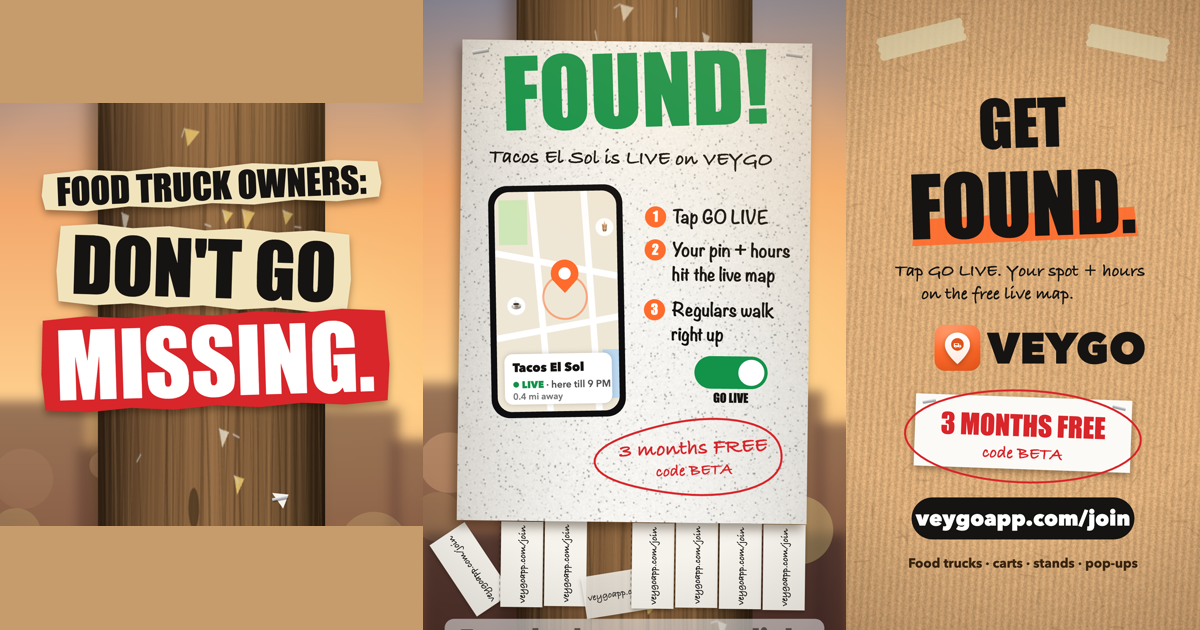 FOOD TRUCK OWNERS:
DON'T GO
MISSING.
FOUND!
Tacos El Sol is LIVE on VEYGO
1 Tap GO LIVE
2 Your pin + hours
hit the live map
3 Regulars walk
right up
Tacos El Sol
● LIVE · here till 9 PM
0.4 mi away
GO LIVE
3 months FREE
code BETA
veygoapp.com/join
veygoapp.com/join
veygoapp.com/join
veygoapp.c
veygoapp.com/join
veygoapp.com/join
veygoapp.com/join
veygoapp.com/join
GET
FOUND.
Tap GO LIVE. Your spot + hours
on the free live map.
VEYGO
3 MONTHS FREE
code BETA
veygoapp.com/join
Food trucks · carts · stands · pop-ups